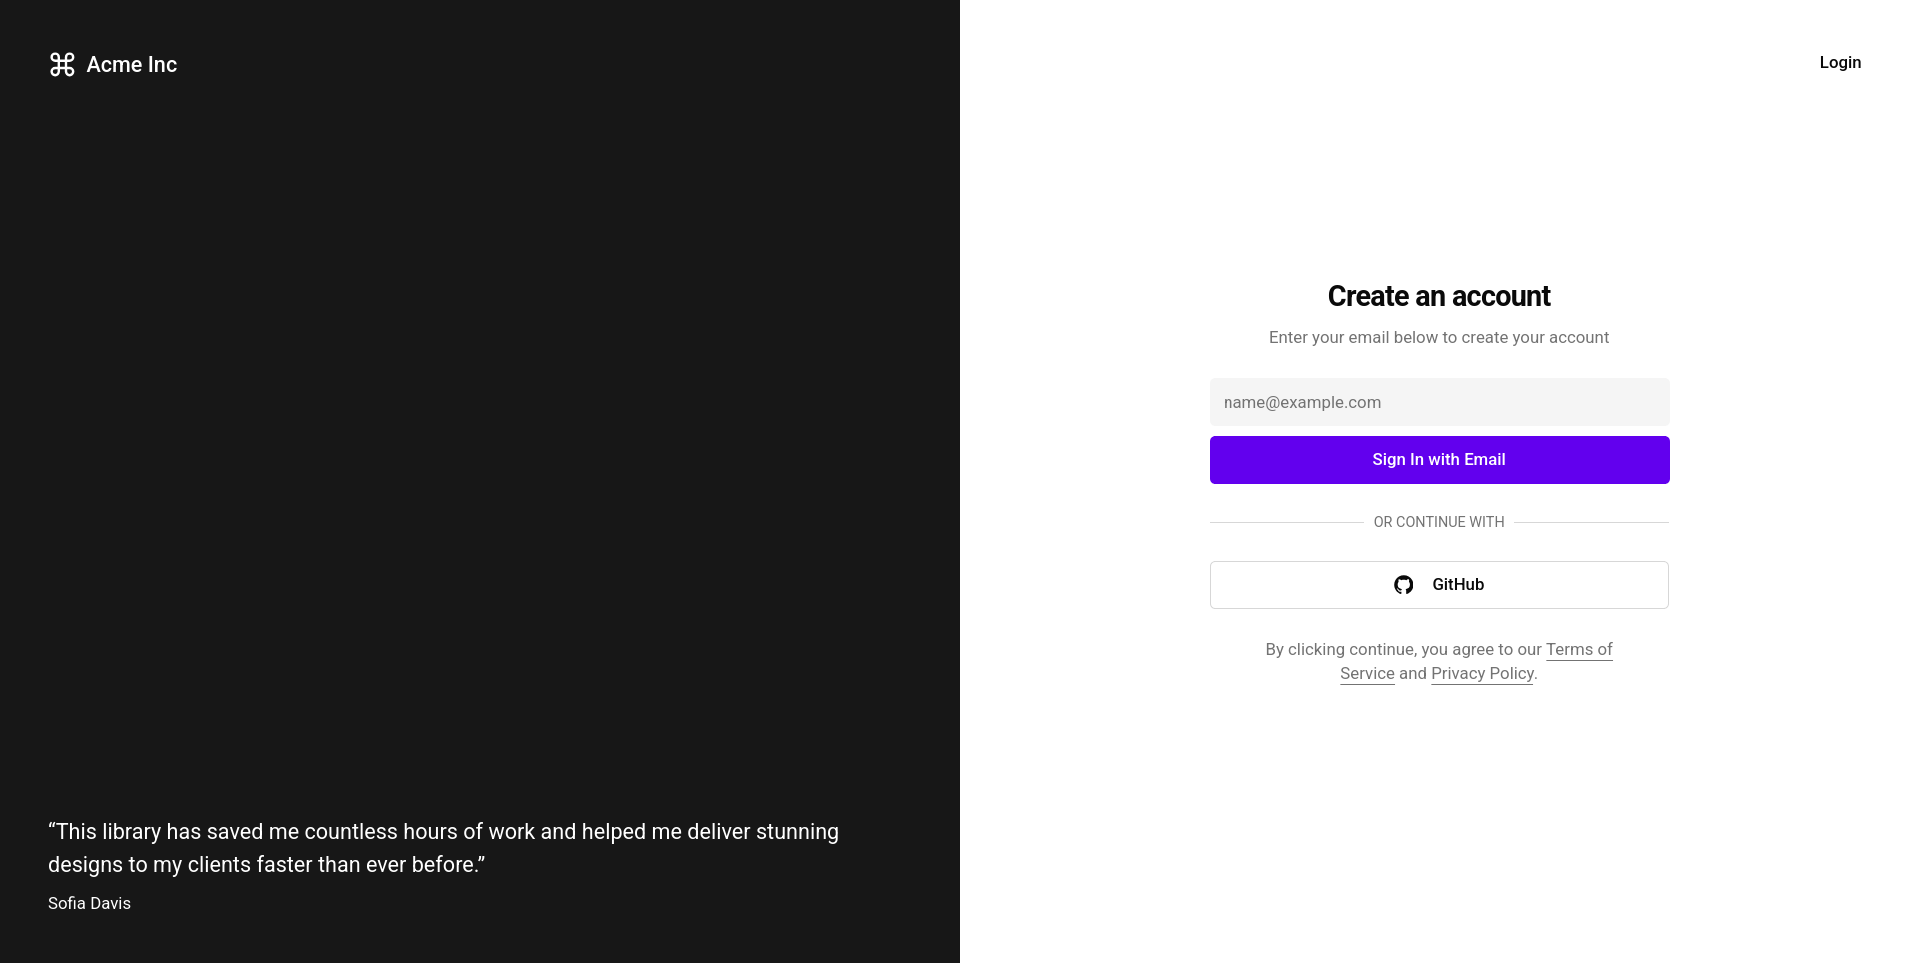 Acme Inc
“This library has saved me countless hours of work and helped me deliver stunning
designs to my clients faster than ever before.”
Sofia Davis
Login
Create an account
Enter your email below to create your account
name@example.com
Sign In with Email
OR CONTINUE WITH
GitHub
By clicking continue, you agree to our Terms of
Service and Privacy Policy.